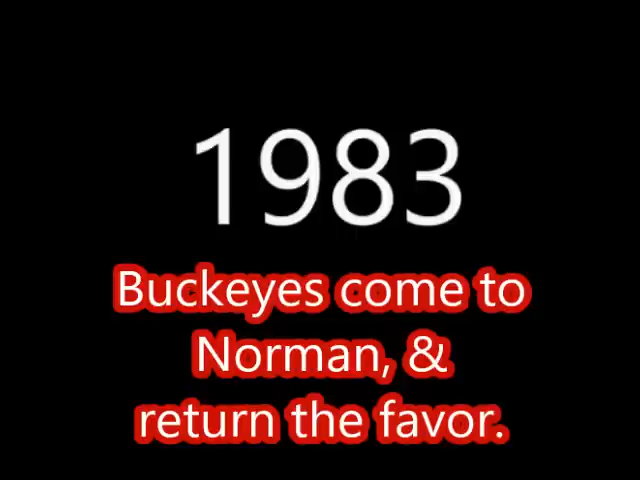 1983
Buckeyes come to
Norman, &
return the favor.